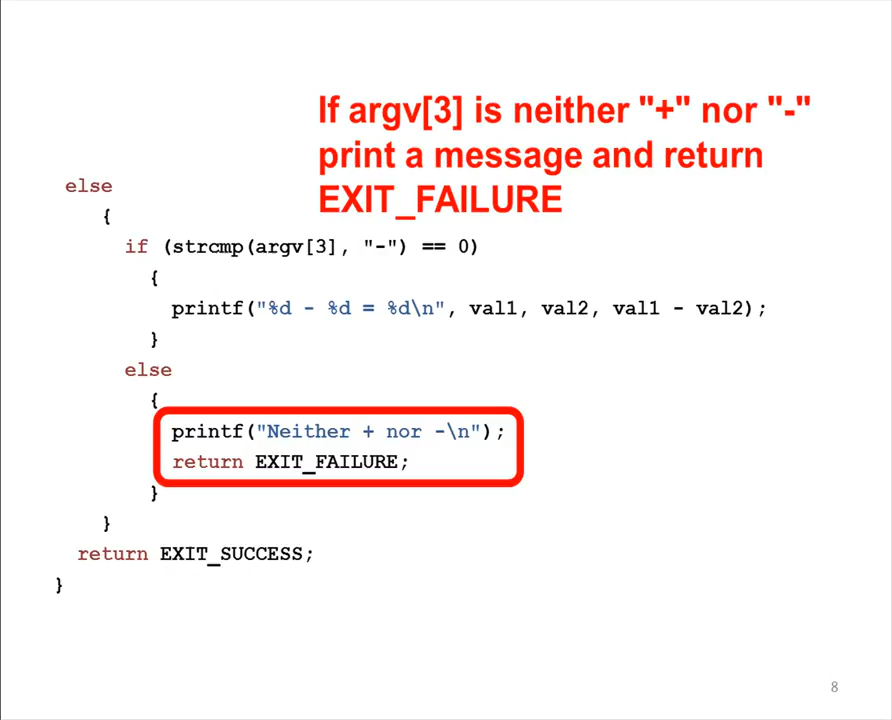 If argv[3] is neither "+" nor "-"
print a message and return
EXIT_FAILURE
else
{
if (strcmp(argv[3], "-") == 0)
{
printf("%d - %d = %d\n", val1, val2, val1 - val2);
}
else
{
printf("Neither + nor -\n");
return EXIT_FAILURE;
}
}
return EXIT_SUCCESS;
}
8